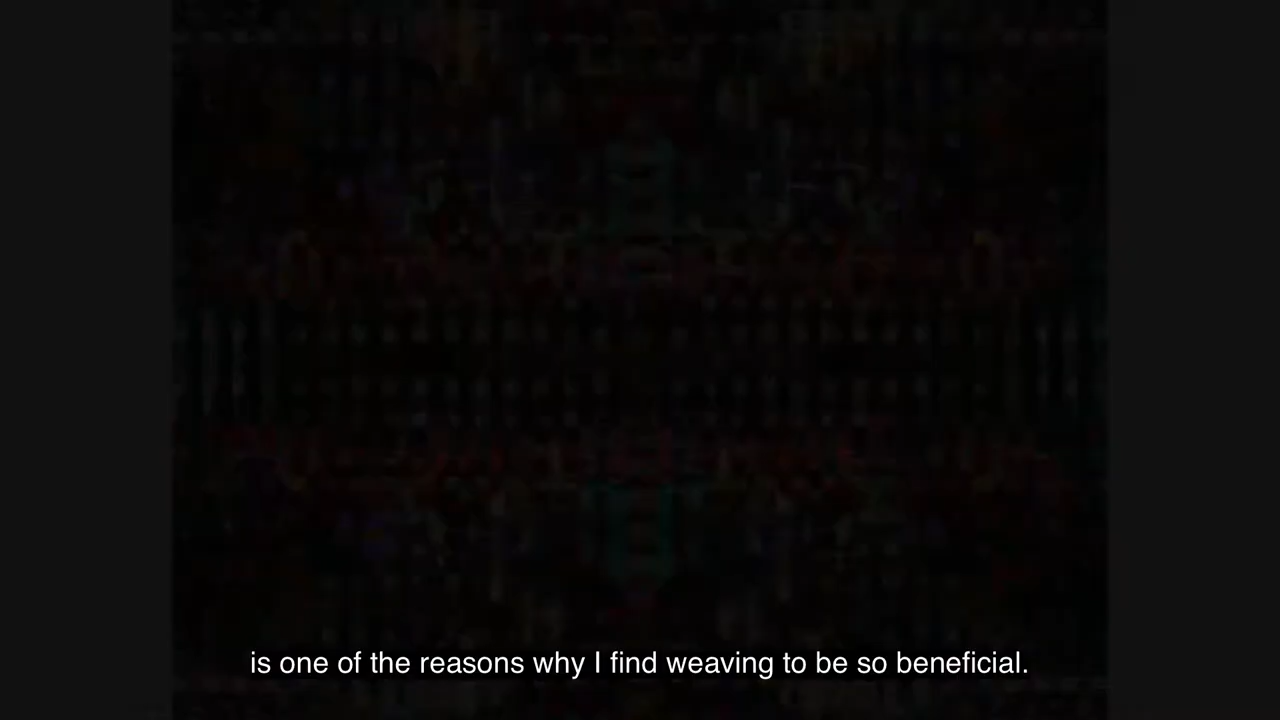 is one of the reasons why I find weaving to be so beneficial.